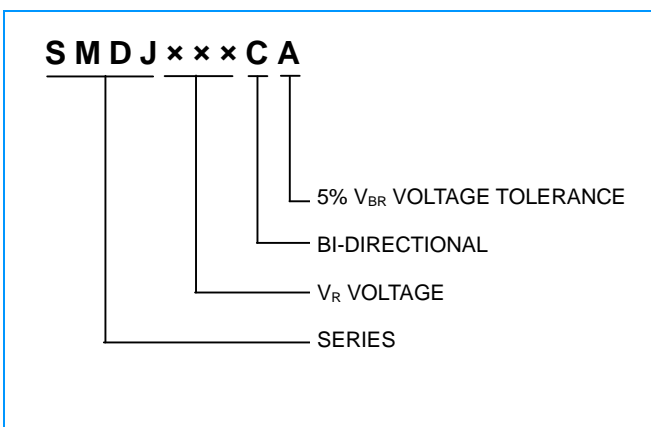 SMDJ×××CA
5% VBR VOLTAGE TOLERANCE
BI-DIRECTIONAL
VR VOLTAGE
SERIES